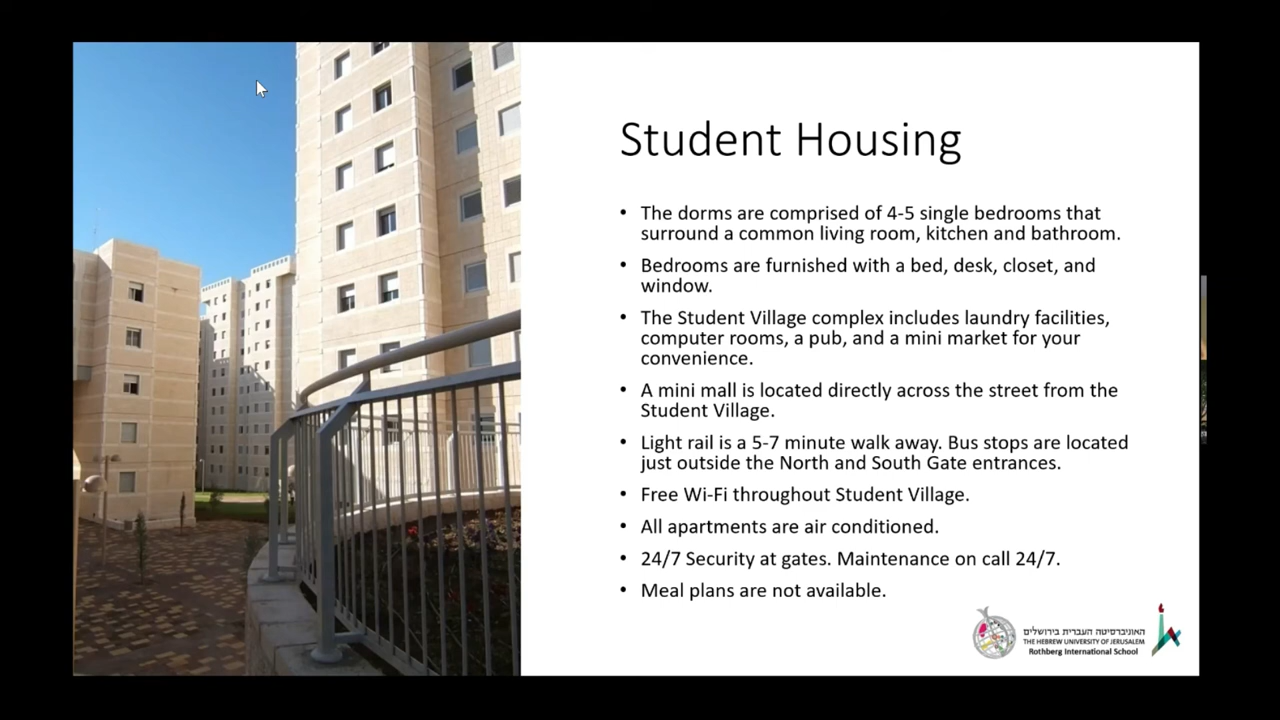 Student Housing
• The dorms are comprised of 4-5 single bedrooms that
surround a common living room, kitchen and bathroom.
• Bedrooms are furnished with a bed, desk, closet, and
window.
• The Student Village complex includes laundry facilities,
computer rooms, a pub, and a mini market for your
convenience.
• A mini mall is located directly across the street from the
Student Village.
• Light rail is a 5-7 minute walk away. Bus stops are located
just outside the North and South Gate entrances.
• Free Wi-Fi throughout Student Village.
• All apartments are air conditioned.
• 24/7 Security at gates. Maintenance on call 24/7.
• Meal plans are not available.
האוניברסיטה העברית בירושלים
THE HEBREW UNIVERSITY OF JERUSALEM
Rothberg International School